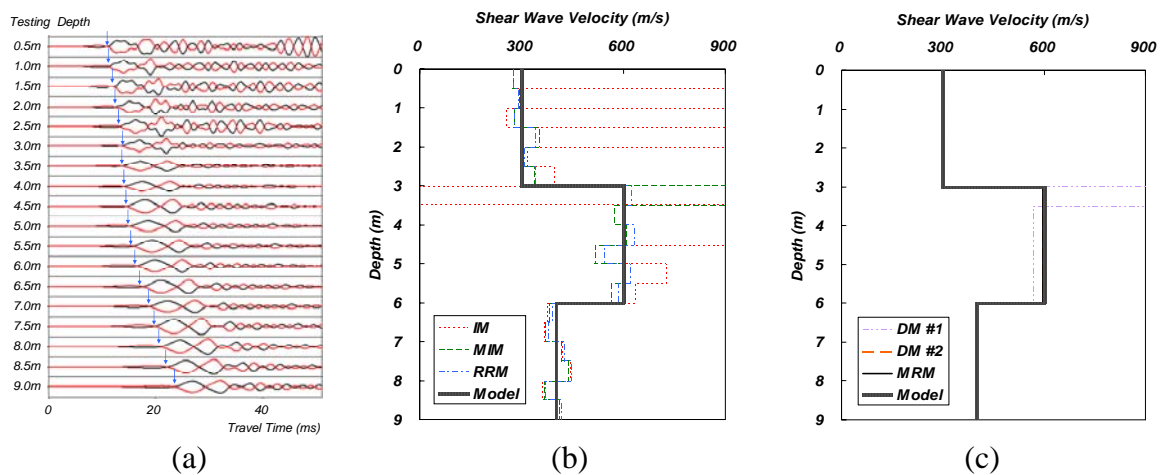 Testing Depth
0.5m
1.0m
1.5m
2.0m
2.5m
3.0m
3.5m
4.0m
4.5m
5.0m
5.5m
6.0m
6.5m
7.0m
7.5m
8.0m
8.5m
9.0m
0 20 40
Travel Time (ms)
(a)
Shear Wave Velocity (m/s)
0 300 600 900
0
1
2
3
4
5
6
7
8
9
Depth (m)
IM
MIM
RRM
Model
(b)
Shear Wave Velocity (m/s)
0 300 600 900
0
1
2
3
4
5
6
7
8
9
Depth (m)
DM #1
DM #2
MRM
Model
(c)